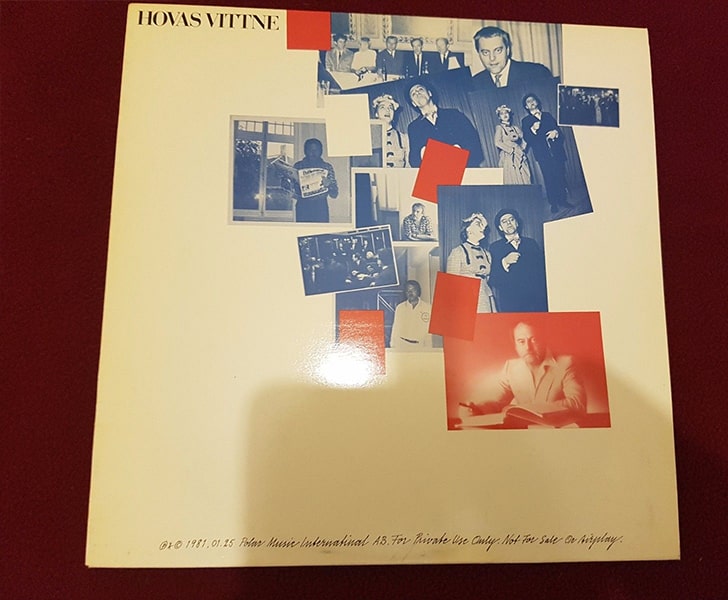 HOVAS VITTNE
℗&© 1981.01.25 Polar Music International AB. For Private Use Only. Not For Sale Or Airplay.